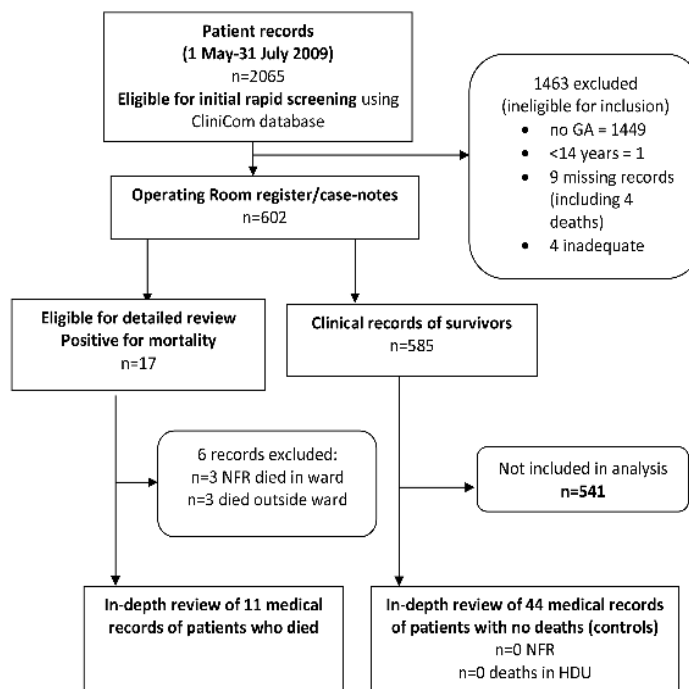 Patient records
(1 May-31 July 2009)
n=2065
Eligible for initial rapid screening using
CliniCom database
1463 excluded
(ineligible for inclusion)
• no GA = 1449
• <14 years = 1
• 9 missing records
(including 4
deaths)
• 4 inadequate
Operating Room register/case-notes
n=602
Eligible for detailed review
Positive for mortality
n=17
Clinical records of survivors
n=585
6 records excluded:
n=3 NFR died in ward
n=3 died outside ward
Not included in analysis
n=541
In-depth review of 11 medical
records of patients who died
In-depth review of 44 medical records
of patients with no deaths (controls)
n=0 NFR
n=0 deaths in HDU